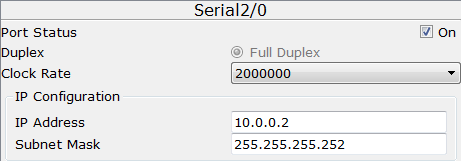 Serial2/0
Port Status On
Duplex Full Duplex
Clock Rate 2000000
IP Configuration
IP Address 10.0.0.2
Subnet Mask 255.255.255.252